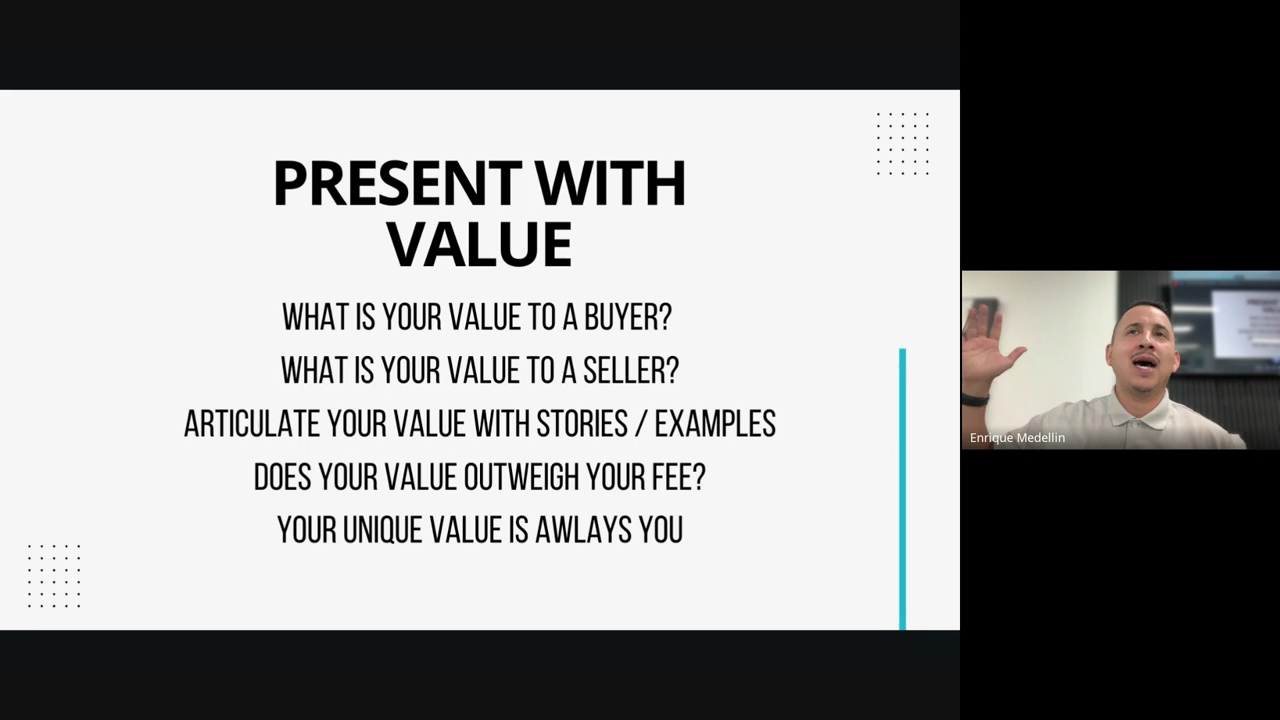 PRESENT WITH
VALUE
WHAT IS YOUR VALUE TO A BUYER?
WHAT IS YOUR VALUE TO A SELLER?
ARTICULATE YOUR VALUE WITH STORIES / EXAMPLES
DOES YOUR VALUE OUTWEIGH YOUR FEE?
YOUR UNIQUE VALUE IS AWLAYS YOU
Enrique Medellin